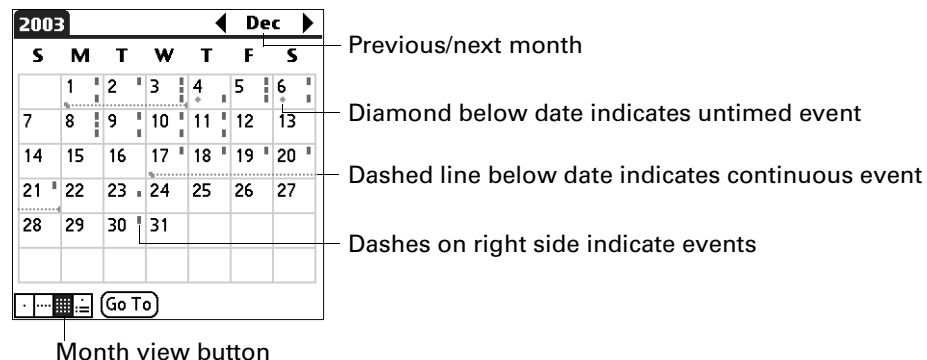 2003 Dec
Previous/next month
S M T W T F S
1 2 3 4 5 6
Diamond below date indicates untimed event
7 8 9 10 11 12 13
14 15 16 17 18 19 20
Dashed line below date indicates continuous event
21 22 23 24 25 26 27
28 29 30 31
Dashes on right side indicate events
Go To
Month view button